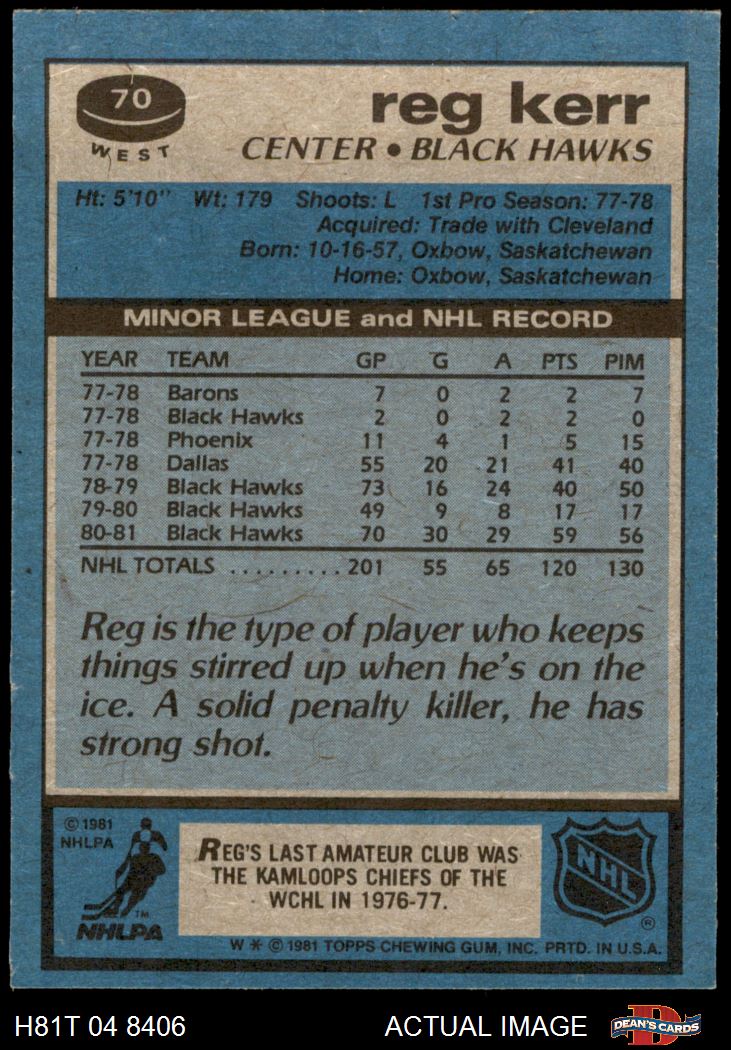 70
WEST
reg kerr
CENTER • BLACK HAWKS
Ht: 5'10" Wt: 179 Shoots: L 1st Pro Season: 77-78
Acquired: Trade with Cleveland
Born: 10-16-57, Oxbow, Saskatchewan
Home: Oxbow, Saskatchewan
MINOR LEAGUE and NHL RECORD
YEAR TEAM GP G A PTS PIM
77-78 Barons 7 0 2 2 7
77-78 Black Hawks 2 0 2 2 0
77-78 Phoenix 11 4 1 5 15
77-78 Dallas 55 20 21 41 40
78-79 Black Hawks 73 16 24 40 50
79-80 Black Hawks 49 9 8 17 17
80-81 Black Hawks 70 30 29 59 56
NHL TOTALS ......... 201 55 65 120 130
Reg is the type of player who keeps
things stirred up when he's on the
ice. A solid penalty killer, he has
strong shot.
© 1981
NHLPA
TM
NHLPA
REG'S LAST AMATEUR CLUB WAS
THE KAMLOOPS CHIEFS OF THE
WCHL IN 1976-77.
NHL
®
W * © 1981 TOPPS CHEWING GUM, INC. PRTD. IN U.S.A.
H81T 04 8406
ACTUAL IMAGE
D
DEAN'S CARDS